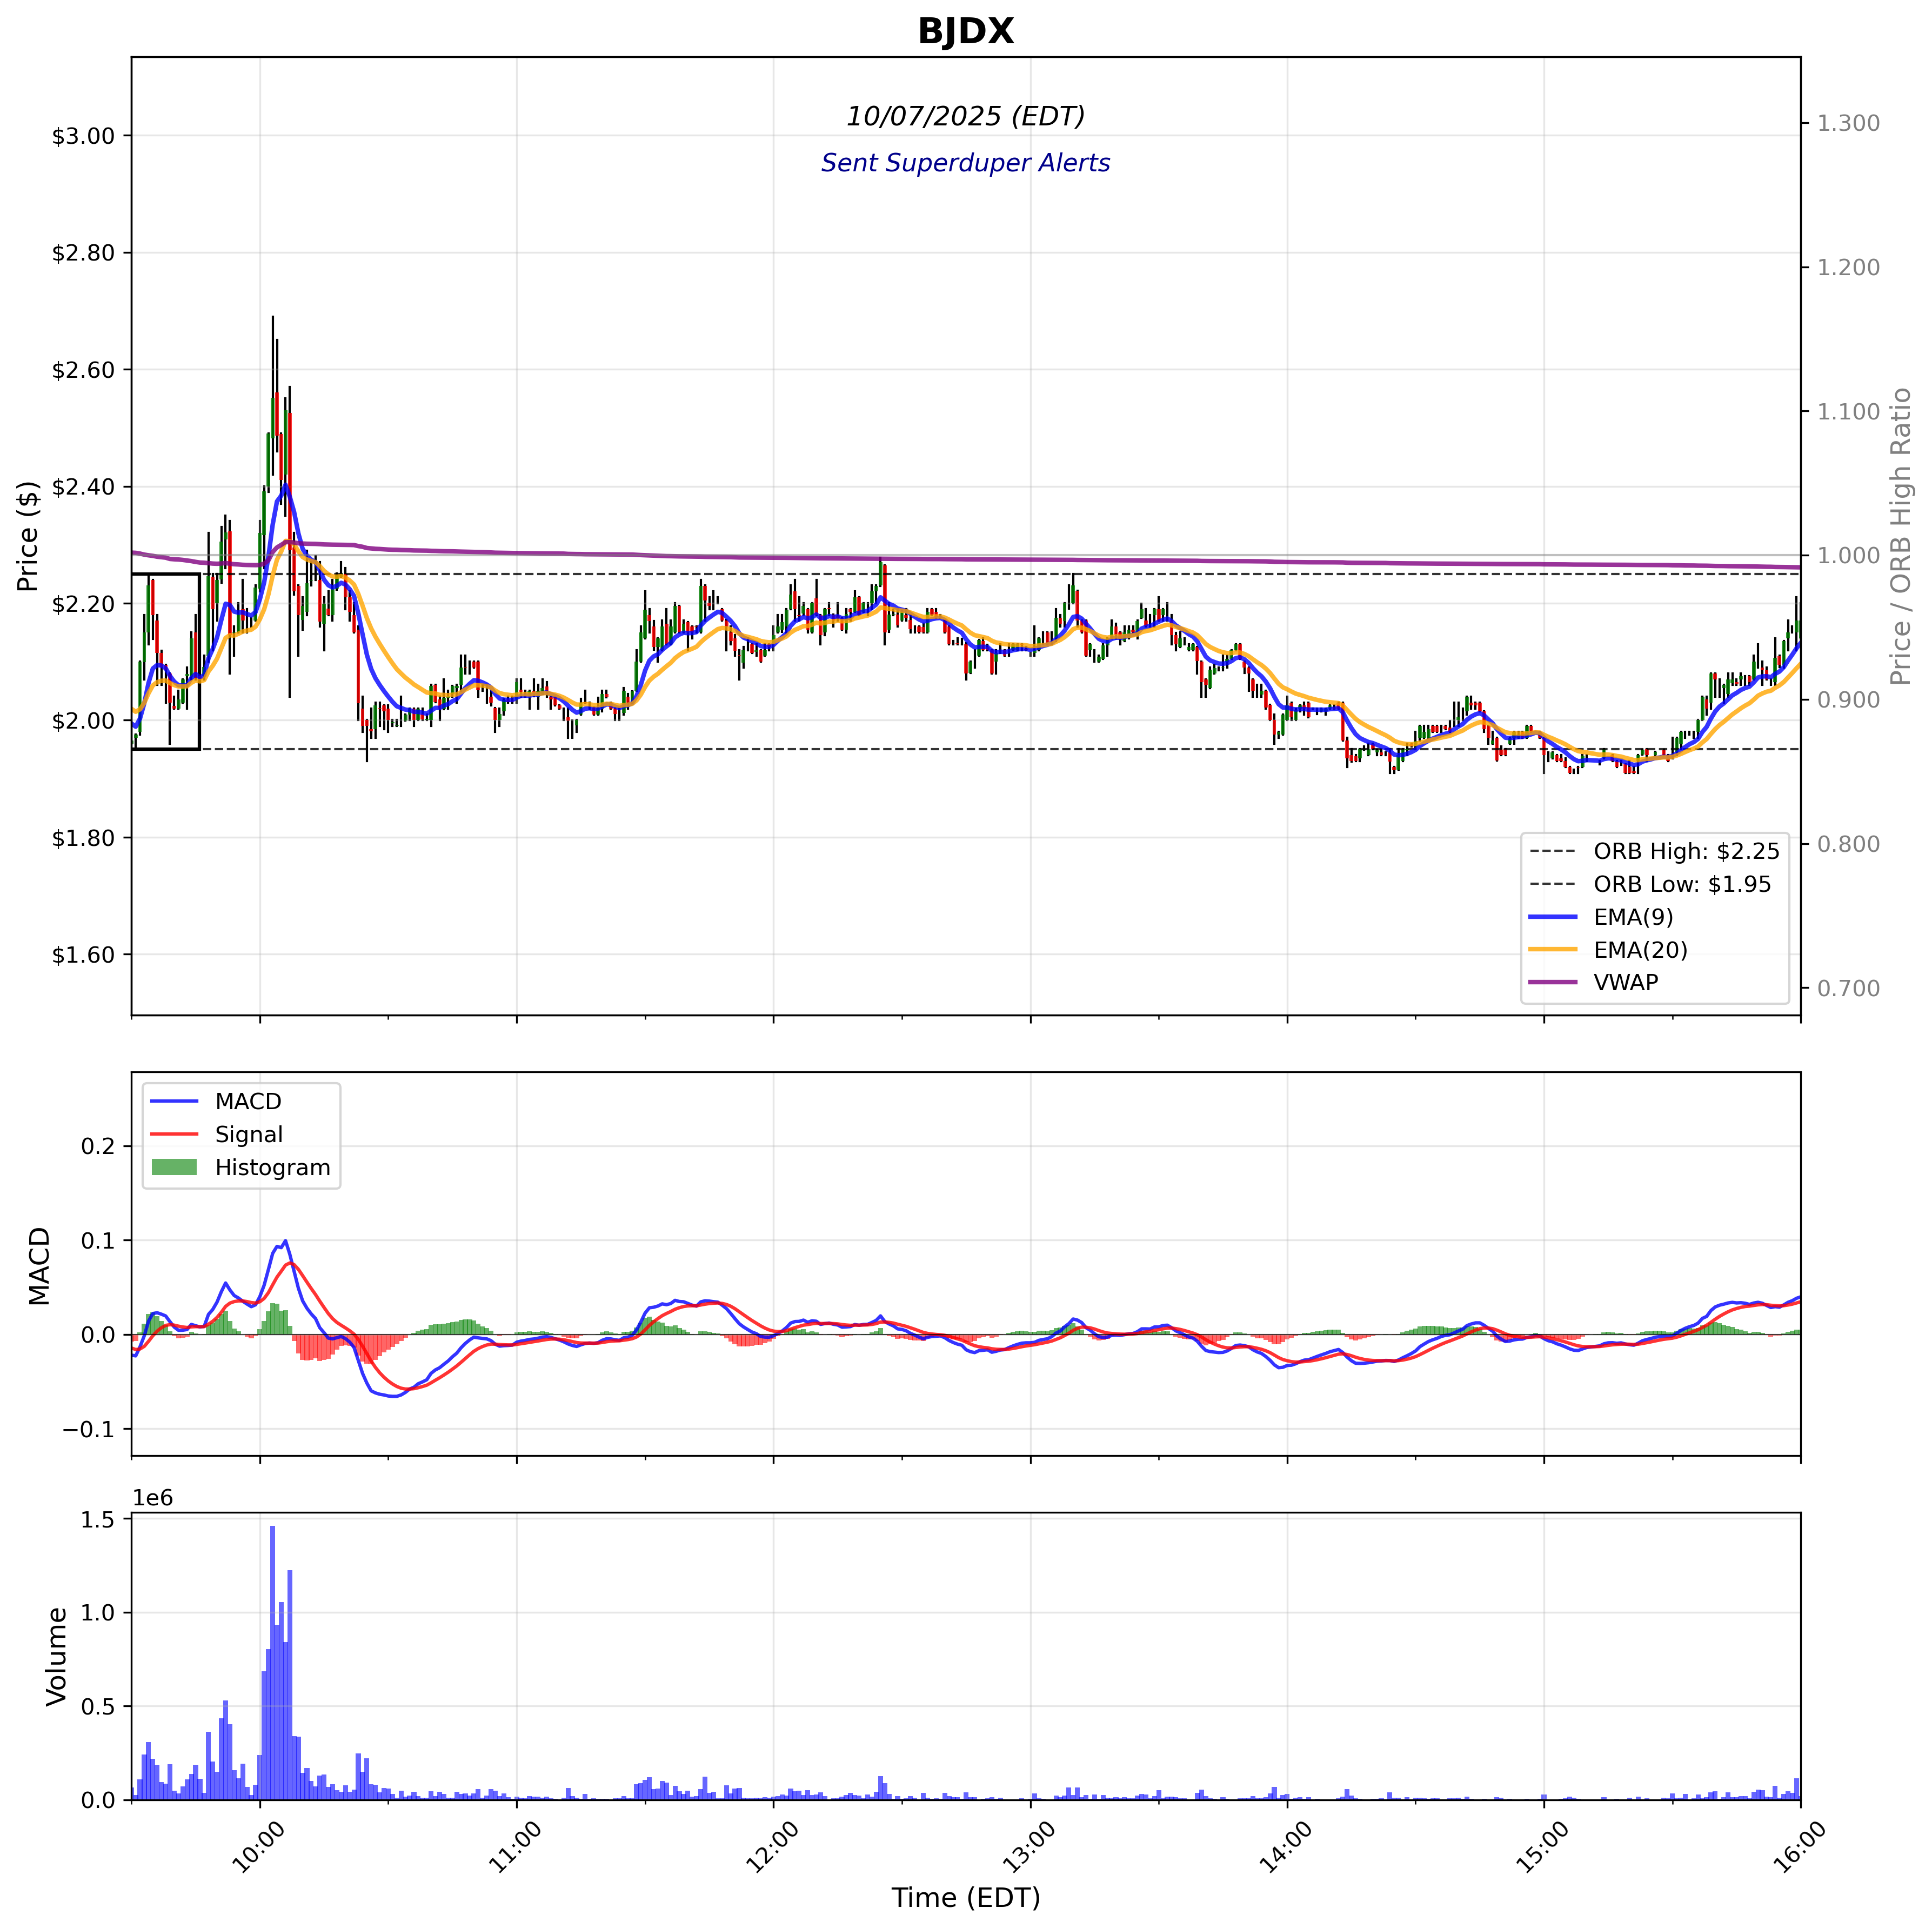 BJDX
10/07/2025 (EDT)
Sent Superduper Alerts
Price ($)
$3.00
$2.80
$2.60
$2.40
$2.20
$2.00
$1.80
$1.60
Price / ORB High Ratio
1.300
1.200
1.100
1.000
0.900
0.800
0.700
ORB High: $2.25
ORB Low: $1.95
EMA(9)
EMA(20)
VWAP
MACD
0.2
0.1
0.0
−0.1
MACD
Signal
Histogram
1e6
Volume
1.5
1.0
0.5
0.0
10:00
11:00
12:00
13:00
14:00
15:00
16:00
Time (EDT)